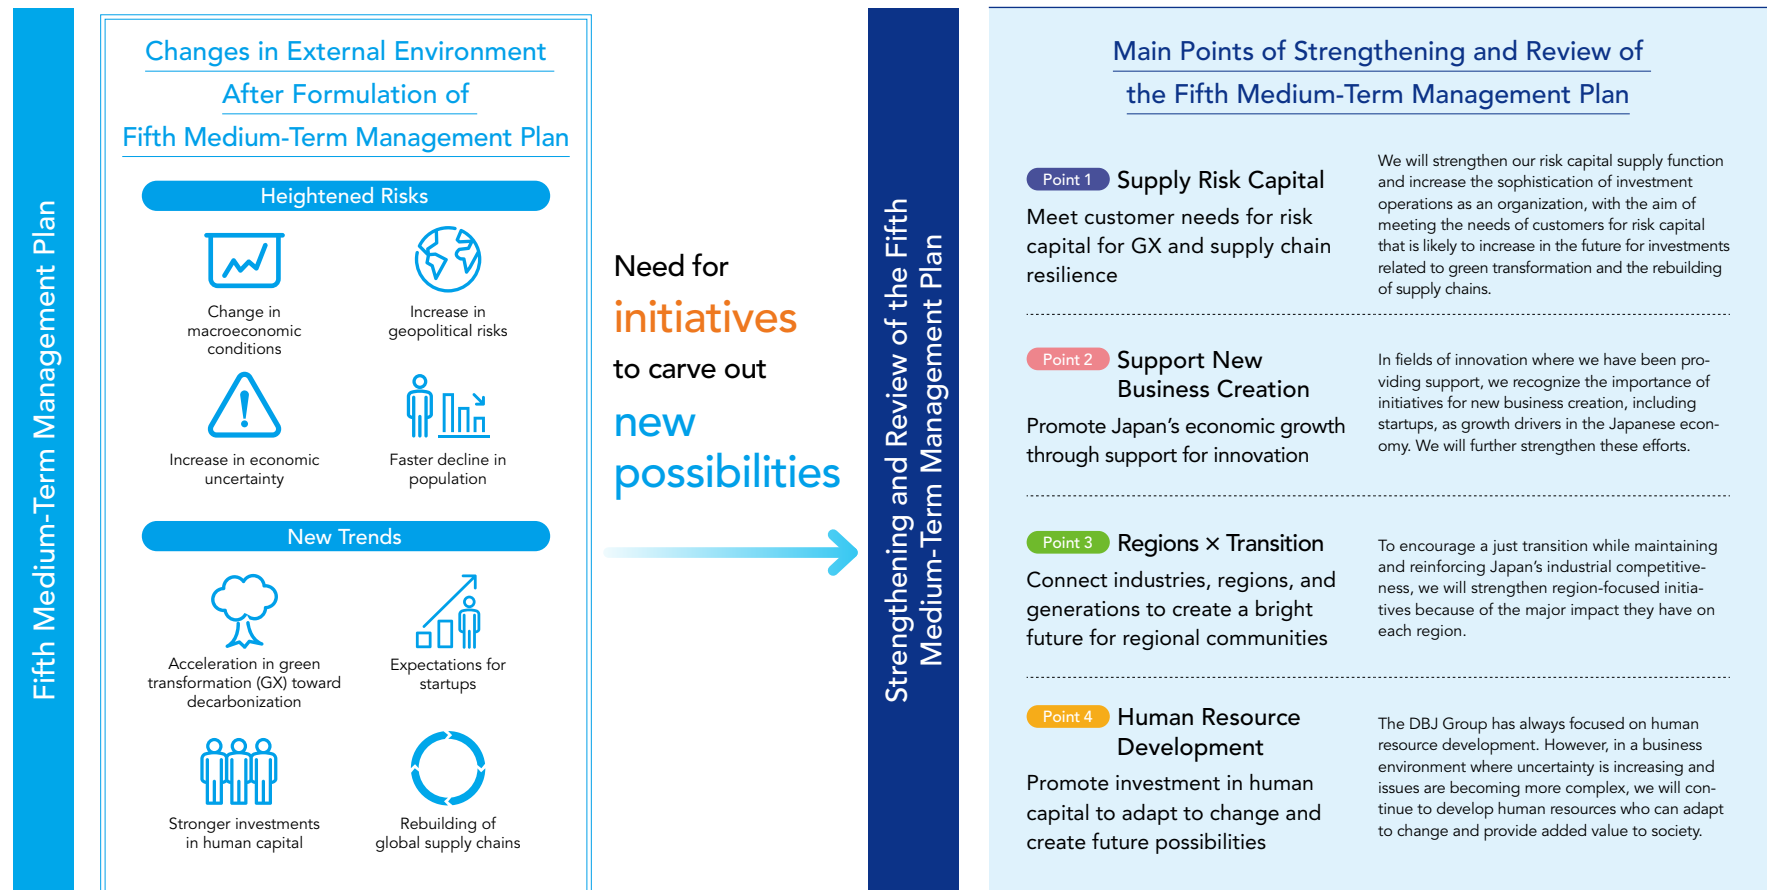 Fifth Medium-Term Management Plan
Changes in External Environment
After Formulation of
Fifth Medium-Term Management Plan
Heightened Risks
Change in
macroeconomic
conditions
Increase in
geopolitical risks
Increase in economic
uncertainty
Faster decline in
population
New Trends
Acceleration in green
transformation (GX) toward
decarbonization
Expectations for
startups
Stronger investments
in human capital
Rebuilding of
global supply chains
Need for
initiatives
to carve out
new
possibilities
Strengthening and Review of the Fifth
Medium-Term Management Plan
Main Points of Strengthening and Review of
the Fifth Medium-Term Management Plan
Point 1 Supply Risk Capital
Meet customer needs for risk
capital for GX and supply chain
resilience
We will strengthen our risk capital supply function
and increase the sophistication of investment
operations as an organization, with the aim of
meeting the needs of customers for risk capital
that is likely to increase in the future for investments
related to green transformation and the rebuilding
of supply chains.
Point 2 Support New
Business Creation
Promote Japan's economic growth
through support for innovation
In fields of innovation where we have been pro-
viding support, we recognize the importance of
initiatives for new business creation, including
startups, as growth drivers in the Japanese econ-
omy. We will further strengthen these efforts.
Point 3 Regions × Transition
Connect industries, regions, and
generations to create a bright
future for regional communities
To encourage a just transition while maintaining
and reinforcing Japan's industrial competitive-
ness, we will strengthen region-focused initia-
tives because of the major impact they have on
each region.
Point 4 Human Resource
Development
Promote investment in human
capital to adapt to change and
create future possibilities
The DBJ Group has always focused on human
resource development. However, in a business
environment where uncertainty is increasing and
issues are becoming more complex, we will con-
tinue to develop human resources who can adapt
to change and provide added value to society.